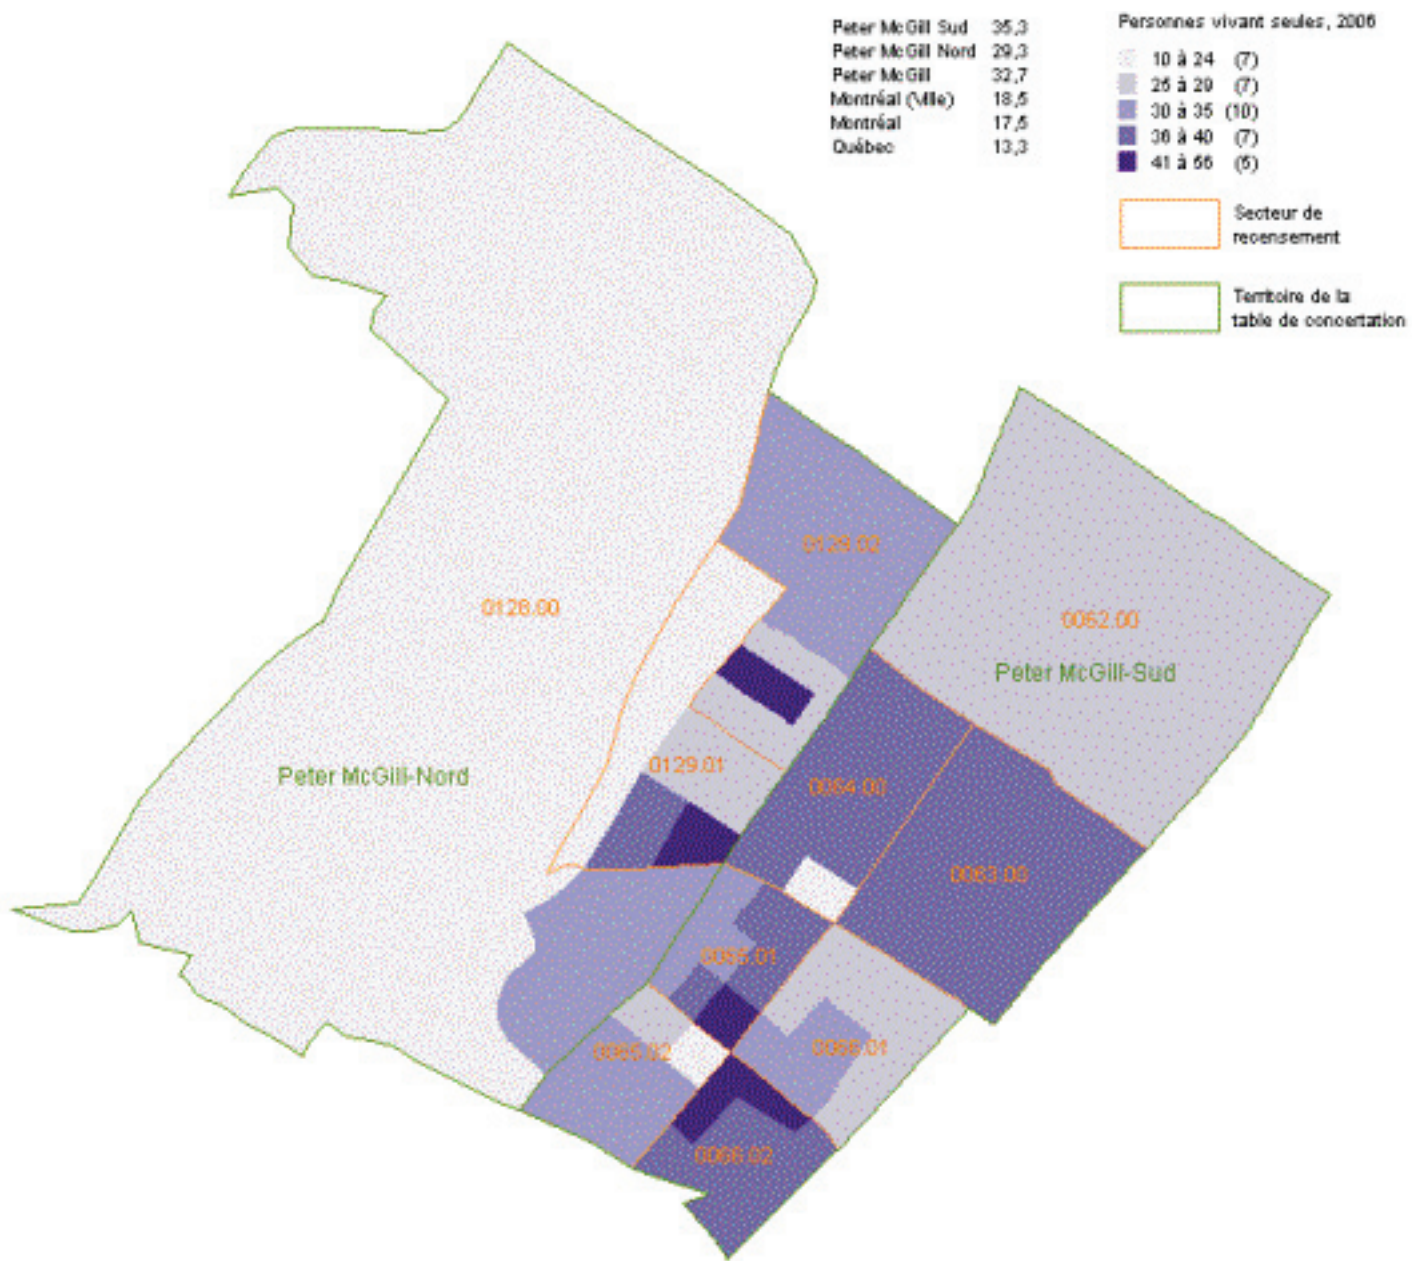 Peter McGill Sud 35,3
Peter McGill Nord 29,3
Peter McGill 32,7
Montréal (Ville) 18,5
Montréal 17,5
Québec 13,3
Personnes vivant seules, 2006
10 à 24 (7)
25 à 29 (7)
30 à 35 (10)
36 à 40 (7)
41 à 56 (5)
Secteur de
recensement
Territoire de la
table de concertation
0129.02
0128.00
0062.00
Peter McGill-Sud
0129.01
Peter McGill-Nord
0064.00
0063.00
0065.01
0065.02
0066.01
0066.02